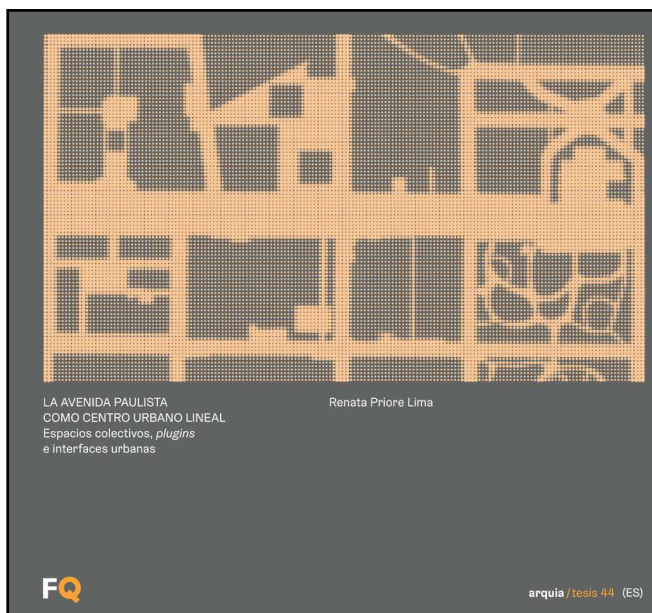 LA AVENIDA PAULISTA
COMO CENTRO URBANO LINEAL
Espacios colectivos, plugins
e interfaces urbanas
Renata Priore Lima
FQ
arquia/tesis 44 (ES)